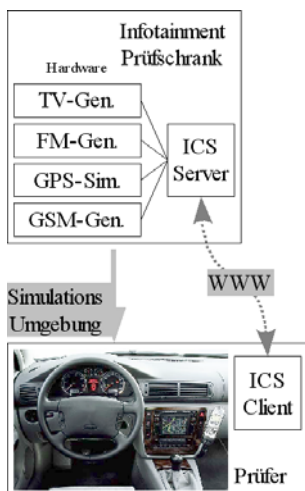 Infotainment
Prüfschrank
Hardware
TV-Gen.
FM-Gen.
GPS-Sim.
GSM-Gen.
ICS
Server
WWW
Simulations
Umgebung
ICS
Client
Prüfer